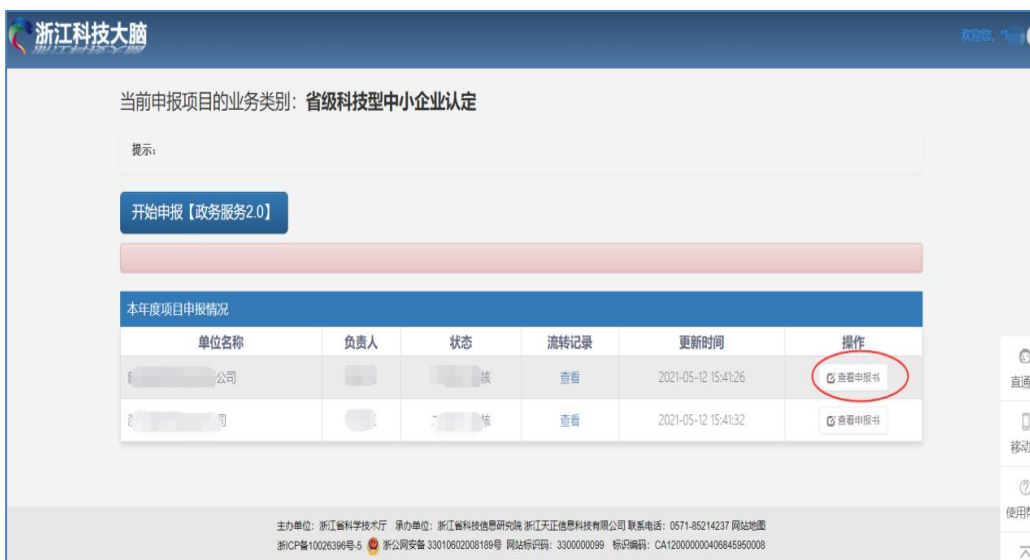 浙江科技大脑
欢迎您,
当前申报项目的业务类别：省级科技型中小企业认定
提示：
开始申报【政务服务2.0】
本年度项目申报情况
单位名称 负责人 状态 流转记录 更新时间 操作
公司 核 查看 2021-05-12 15:41:26 查看申报书
司 核 查看 2021-05-12 15:41:32 查看申报书
直通
移动
使用帮
主办单位：浙江省科学技术厅 承办单位：浙江省科技信息研究院 浙江天正信息科技有限公司 联系电话：0571-85214237 网站地图
浙ICP备10026396号-5 浙公网安备 33010602008189号 网站标识码：3300000099 标识编码：CA120000000406845950008